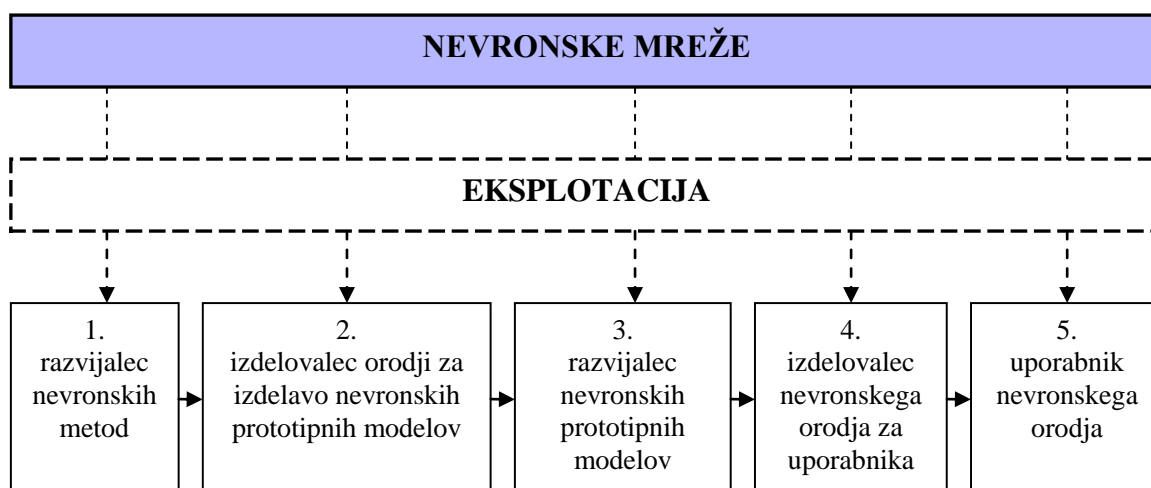 NEVRONSKE MREŽE
EKSPLOTACIJA
1.
razvijalec
nevronskih
metod
2.
izdelovalec orodji za
izdelavo nevronskih
prototipnih modelov
3.
razvijalec
nevronskih
prototipnih
modelov
4.
izdelovalec
nevronskega
orodja za
uporabnika
5.
uporabnik
nevronskega
orodja